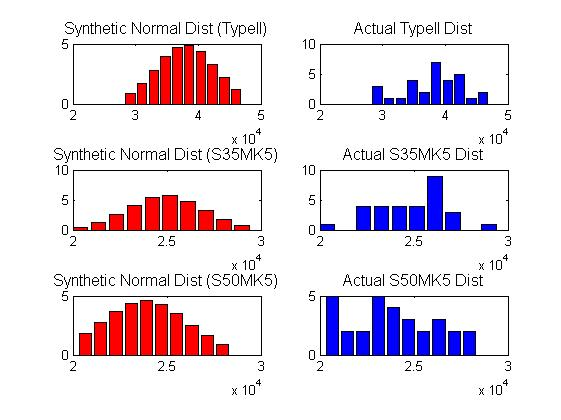 Synthetic Normal Dist (TypeII)
5
0
2 3 4 5
x 10^4
Actual TypeII Dist
10
5
0
2 3 4 5
x 10^4
Synthetic Normal Dist (S35MK5)
10
5
0
2 2.5 3
x 10^4
Actual S35MK5 Dist
10
5
0
2 2.5 3
x 10^4
Synthetic Normal Dist (S50MK5)
5
0
2 2.5 3
x 10^4
Actual S50MK5 Dist
5
0
2 2.5 3
x 10^4